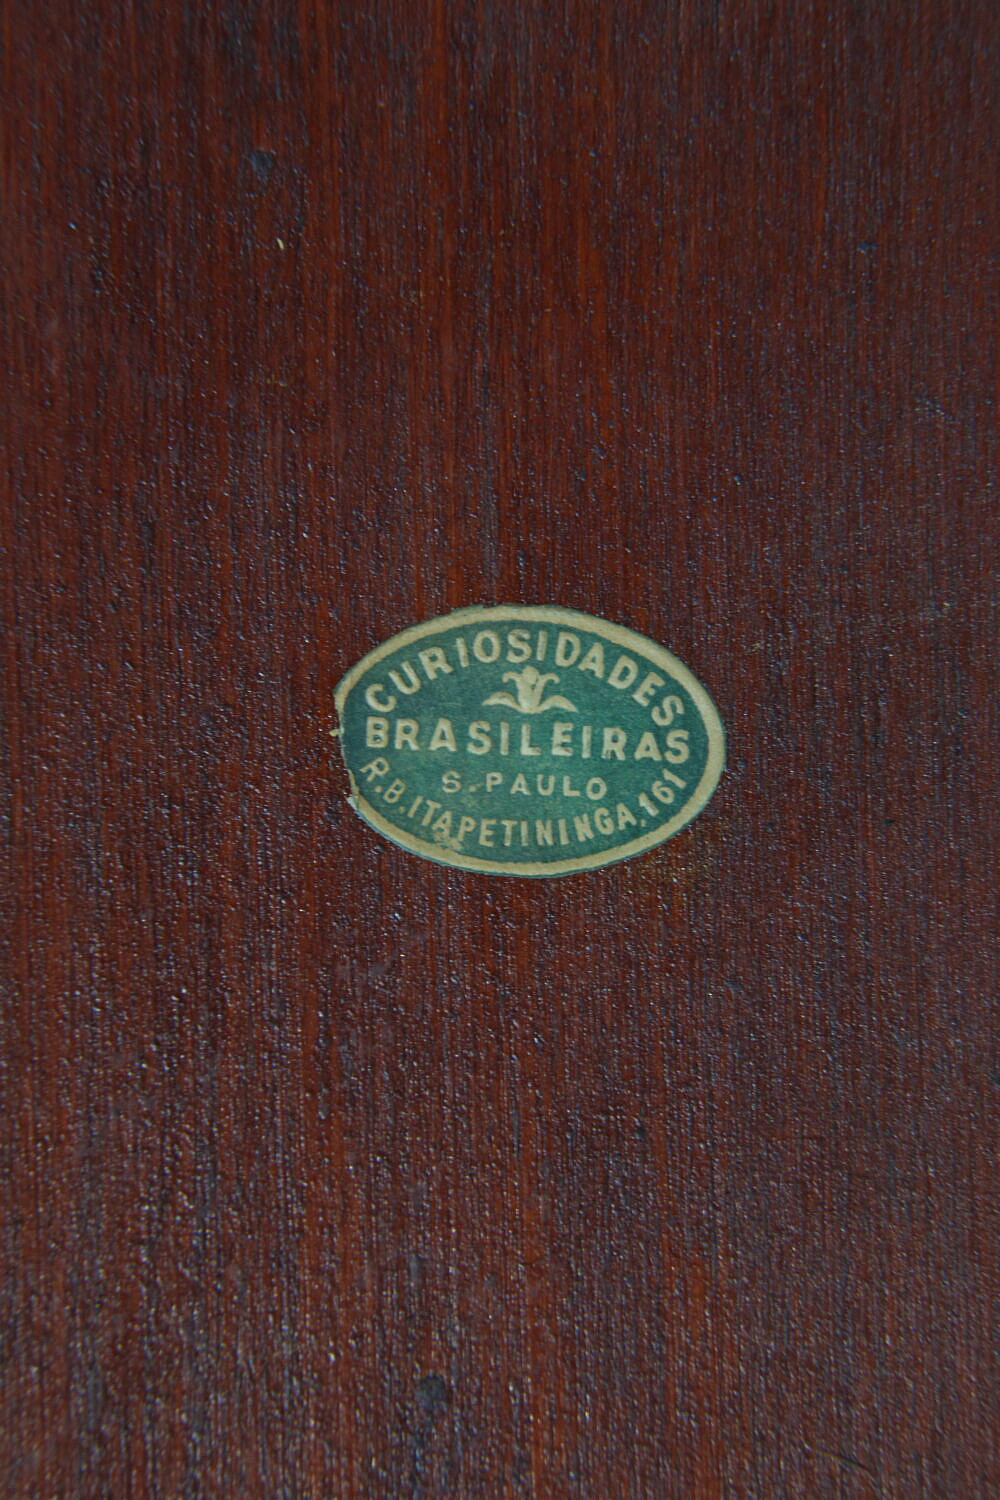 CURIOSIDADES
BRASILEIRAS
S. PAULO
R.B. ITAPETININGA, 161